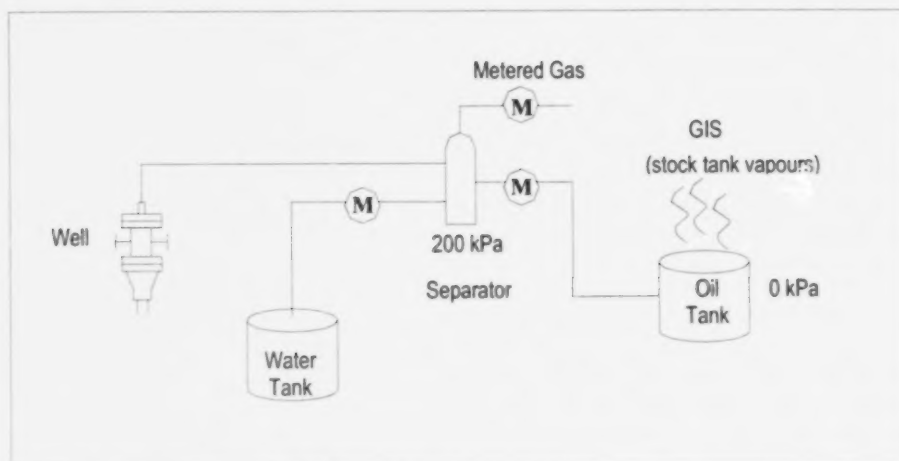 Metered Gas
M
GIS
(stock tank vapours)
M
M
Well
200 kPa
Separator
Oil
Tank
0 kPa
Water
Tank